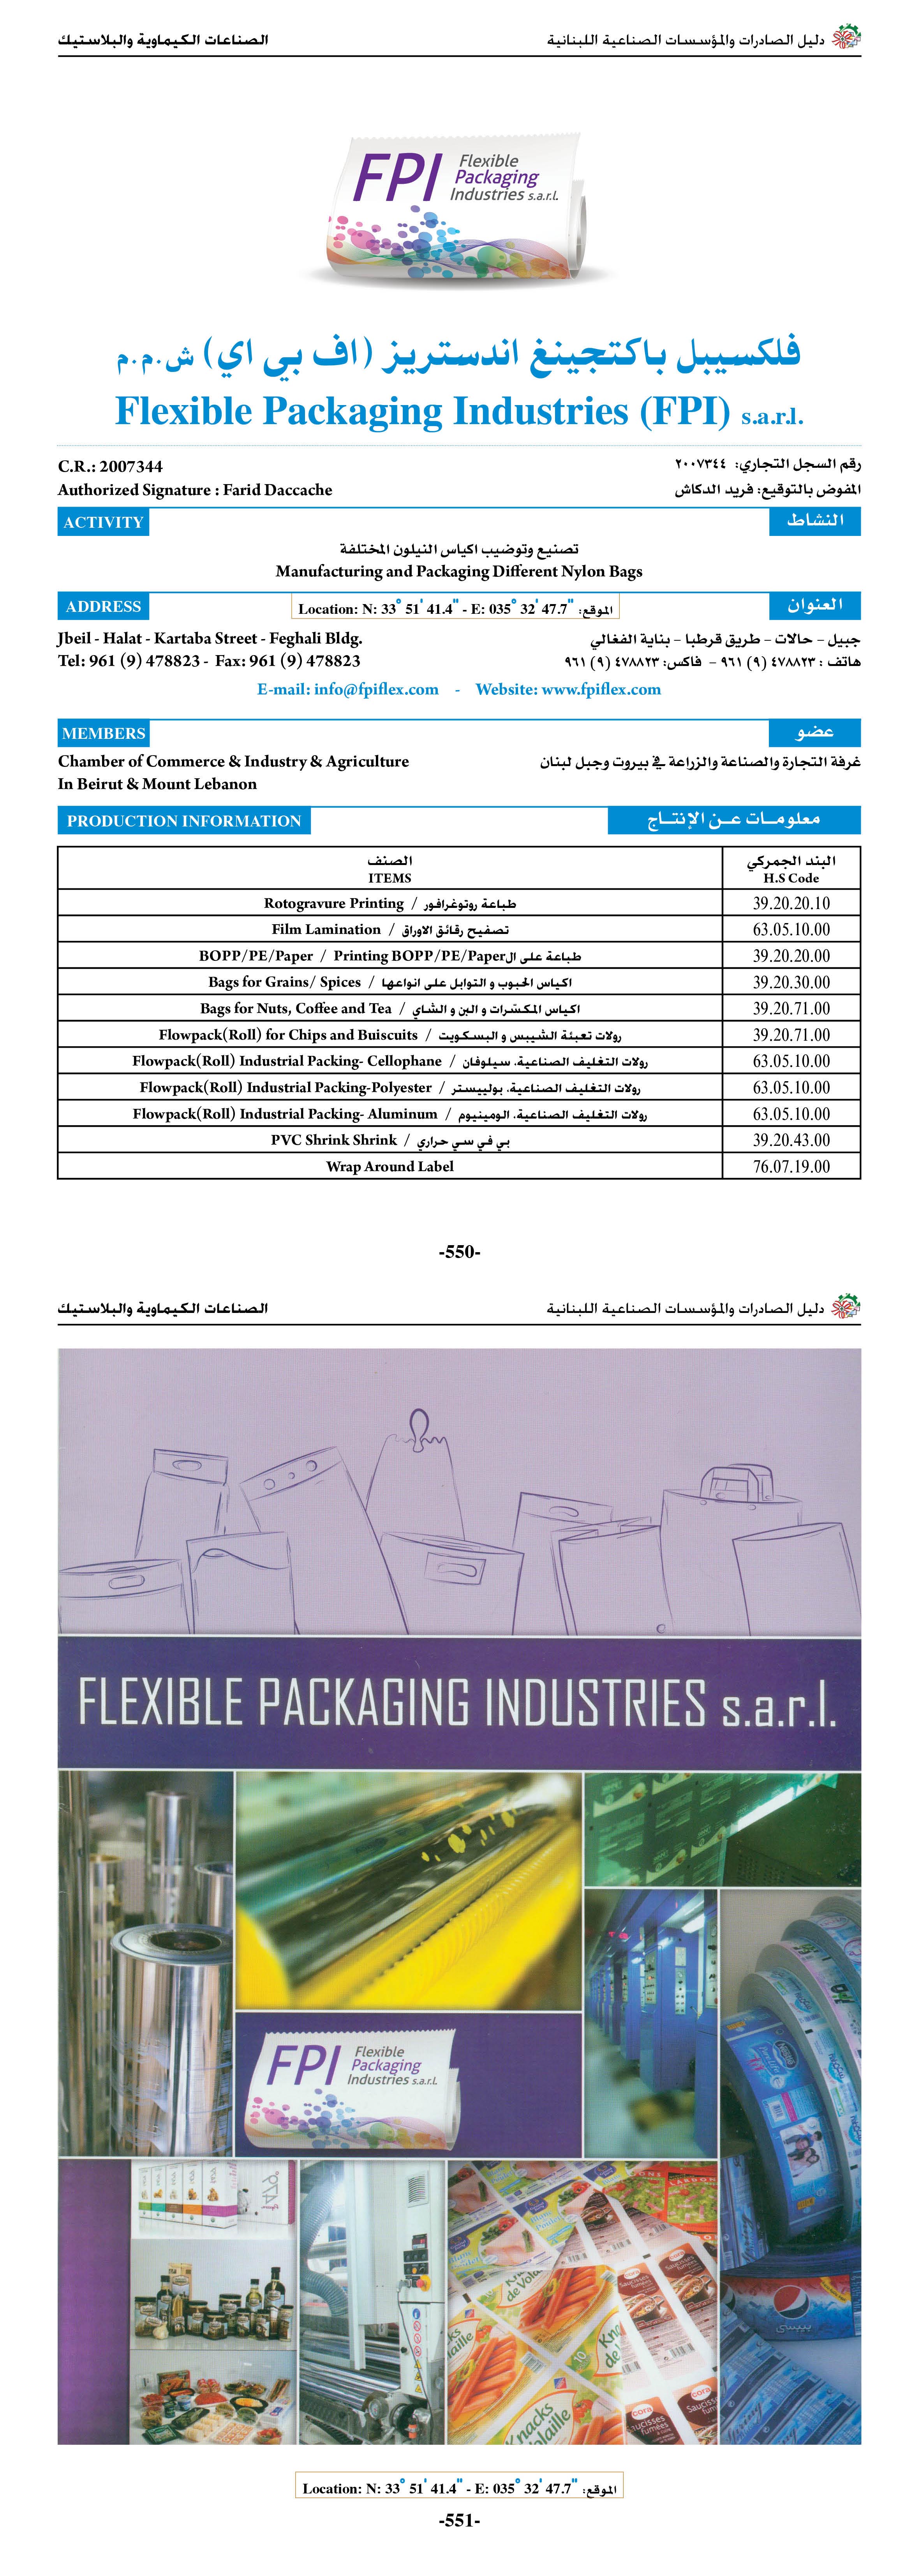 دليل الصادرات والمؤسسات الصناعية اللبنانية
الصناعات الكيماوية والبلاستيك
FPI Flexible
Packaging
Industries s.a.r.l.
فلكسيبل باكتجينغ اندستريز (اف بي اي) ش.م.م
Flexible Packaging Industries (FPI) s.a.r.l.
C.R.: 2007344
رقم السجل التجاري: ٢٠٠٧٣٤٤
Authorized Signature : Farid Daccache
المفوض بالتوقيع: فريد الدكاش
ACTIVITY
النشاط
تصنيع وتوضيب اكياس النيلون المختلفة
Manufacturing and Packaging Different Nylon Bags
ADDRESS
Location: N: 33° 51' 41.4" - E: 035° 32' 47.7" الموقع:
العنوان
Jbeil - Halat - Kartaba Street - Feghali Bldg.
جبيل - حالات - طريق قرطبا - بناية الفغالي
Tel: 961 (9) 478823 - Fax: 961 (9) 478823
هاتف : ٤٧٨٨٢٣ (٩) ٩٦١ - فاكس: ٤٧٨٨٢٣ (٩) ٩٦١
E-mail: info@fpiflex.com - Website: www.fpiflex.com
MEMBERS
عضو
Chamber of Commerce & Industry & Agriculture
غرفة التجارة والصناعة والزراعة في بيروت وجبل لبنان
In Beirut & Mount Lebanon
PRODUCTION INFORMATION
معلومـات عـن الإنتـاج
الصنف
البند الجمركي
ITEMS
H.S Code
Rotogravure Printing / طباعة روتوغرافور 39.20.20.10
Film Lamination / تصفيح رقائق الاوراق 63.05.10.00
BOPP/PE/Paper / Printing BOPP/PE/Paperطباعة على ال 39.20.20.00
Bags for Grains/ Spices / اكياس الحبوب و التوابل على انواعها 39.20.30.00
Bags for Nuts, Coffee and Tea / اكياس المكسّرات و البن و الشاي 39.20.71.00
Flowpack(Roll) for Chips and Buiscuits / رولات تعبئة الشيبس و البسكويت 39.20.71.00
Flowpack(Roll) Industrial Packing- Cellophane / رولات التغليف الصناعية. سيلوفان 63.05.10.00
Flowpack(Roll) Industrial Packing-Polyester / رولات التغليف الصناعية. بوليستر 63.05.10.00
Flowpack(Roll) Industrial Packing- Aluminum / رولات التغليف الصناعية. الومينيوم 63.05.10.00
PVC Shrink Shrink / بي في سي حراري 39.20.43.00
Wrap Around Label 76.07.19.00
-550-
دليل الصادرات والمؤسسات الصناعية اللبنانية
الصناعات الكيماوية والبلاستيك
FLEXIBLE PACKAGING INDUSTRIES s.a.r.l.
FPI Flexible
Packaging
Industries s.a.r.l.
Nestlé
Knacks
de Volaille
cora
Saucisses
fumées
بيبسي
Location: N: 33° 51' 41.4" - E: 035° 32' 47.7" الموقع:
-551-